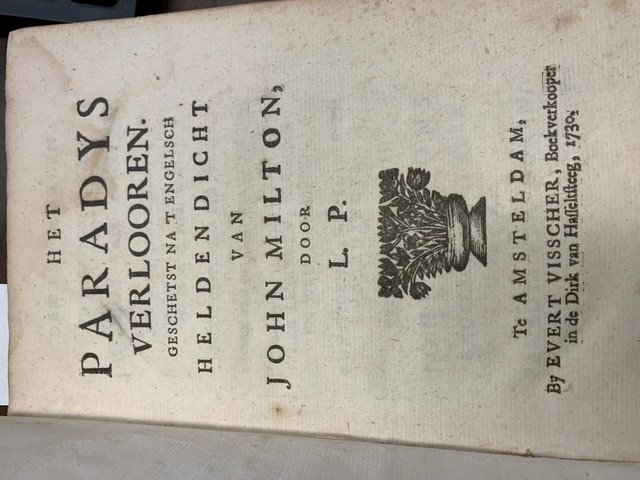 HET
PARADYS
VERLOOREN.
GESCHETST NA 'T ENGELSCH
HELDENDICHT
VAN
JOHN MILTON,
DOOR
L. P.
Te AMSTELDAM,
By EVERT VISSCHER, Boekverkooper
in de Dirk van Hasseltsteeg, 1730.